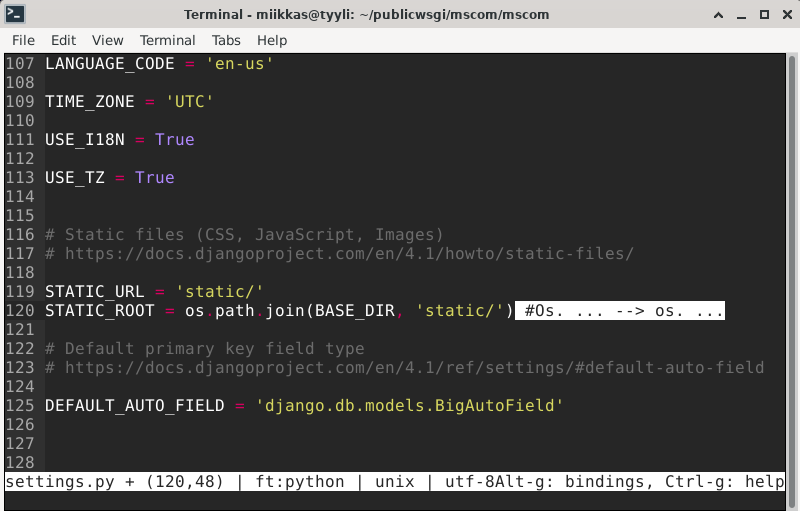 Terminal - miikkas@tyyli: ~/publicwsgi/mscom/mscom
File Edit View Terminal Tabs Help
107 LANGUAGE_CODE = 'en-us'
108
109 TIME_ZONE = 'UTC'
110
111 USE_I18N = True
112
113 USE_TZ = True
114
115
116 # Static files (CSS, JavaScript, Images)
117 # https://docs.djangoproject.com/en/4.1/howto/static-files/
118
119 STATIC_URL = 'static/'
120 STATIC_ROOT = os.path.join(BASE_DIR, 'static/') #Os. ... --> os. ...
121
122 # Default primary key field type
123 # https://docs.djangoproject.com/en/4.1/ref/settings/#default-auto-field
124
125 DEFAULT_AUTO_FIELD = 'django.db.models.BigAutoField'
126
127
128
settings.py + (120,48) | ft:python | unix | utf-8Alt-g: bindings, Ctrl-g: help